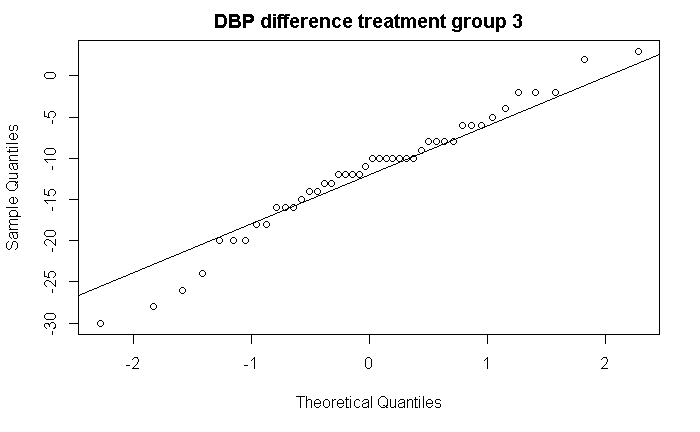 DBP difference treatment group 3
Sample Quantiles
0
-5
-10
-15
-20
-25
-30
-2 -1 0 1 2
Theoretical Quantiles